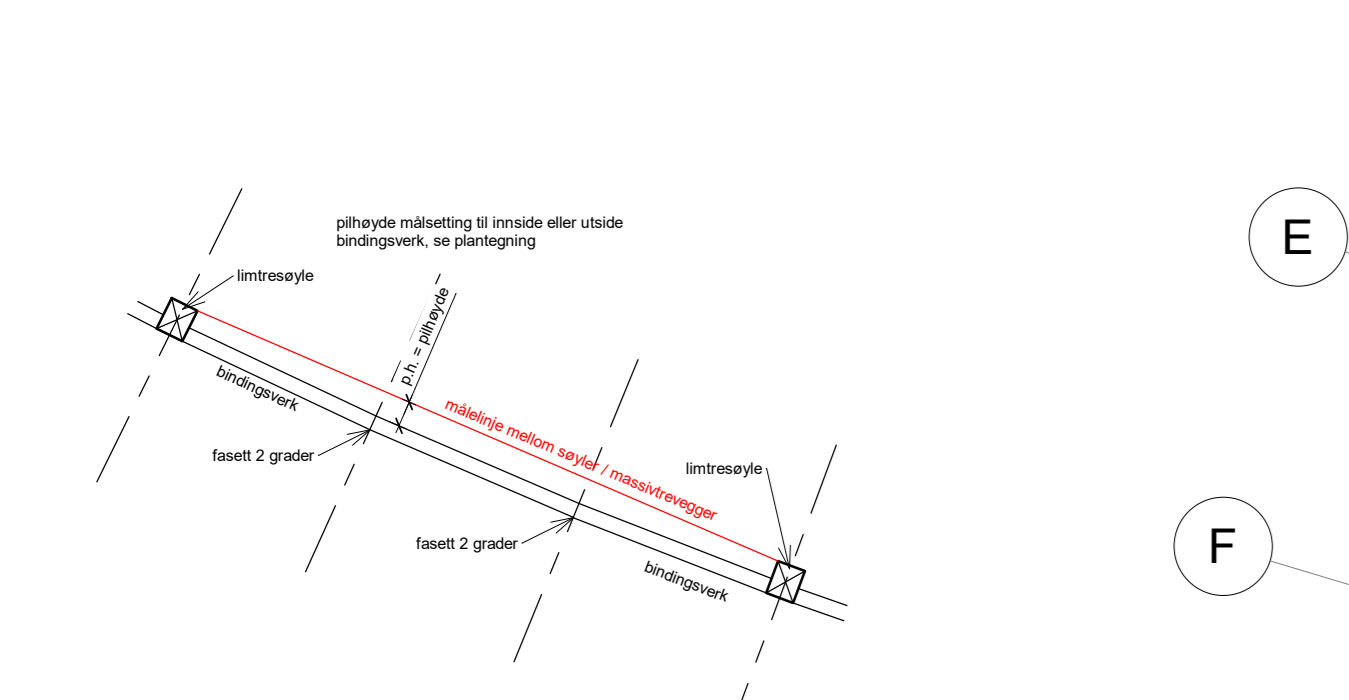 pilhøyde målsetting til innside eller utside
bindingsverk, se plantegning
E
limtresøyle
p.h. = pilhøyde
bindingsverk
målelinje mellom søyler / massivtrevegger
fasett 2 grader
limtresøyle
fasett 2 grader
F
bindingsverk